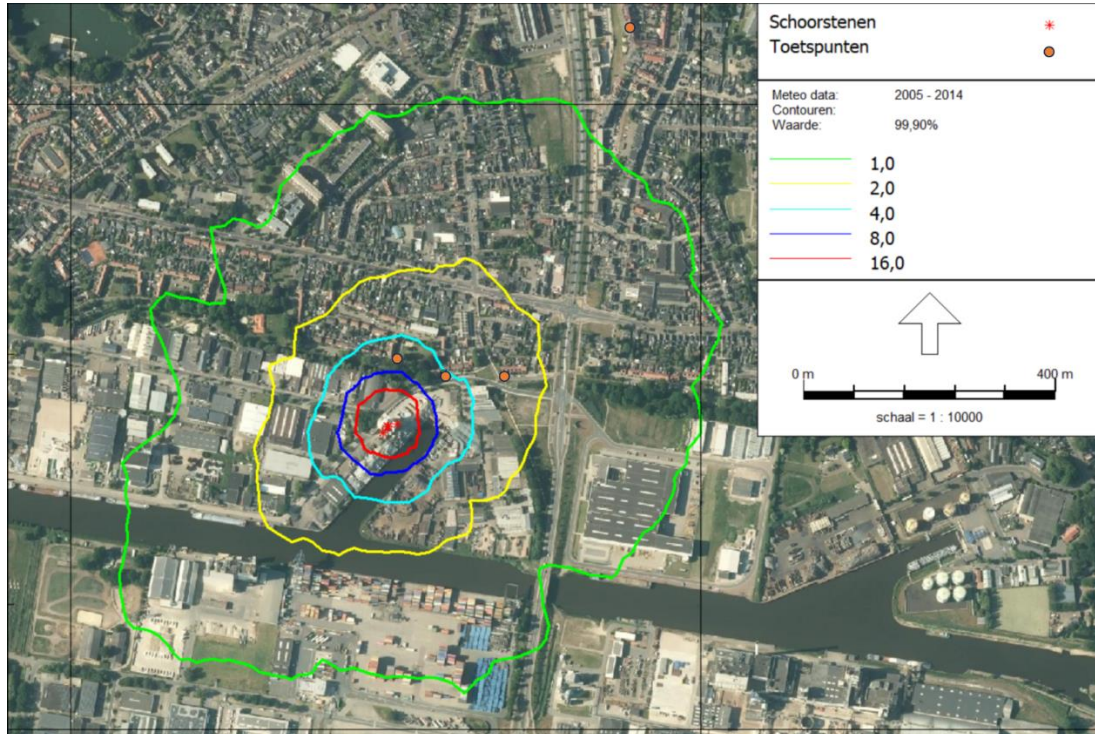 Schoorstenen
Toetspunten
Meteo data: 2005 - 2014
Contouren:
Waarde: 99,90%
1,0
2,0
4,0
8,0
16,0
0 m 400 m
schaal = 1 : 10000